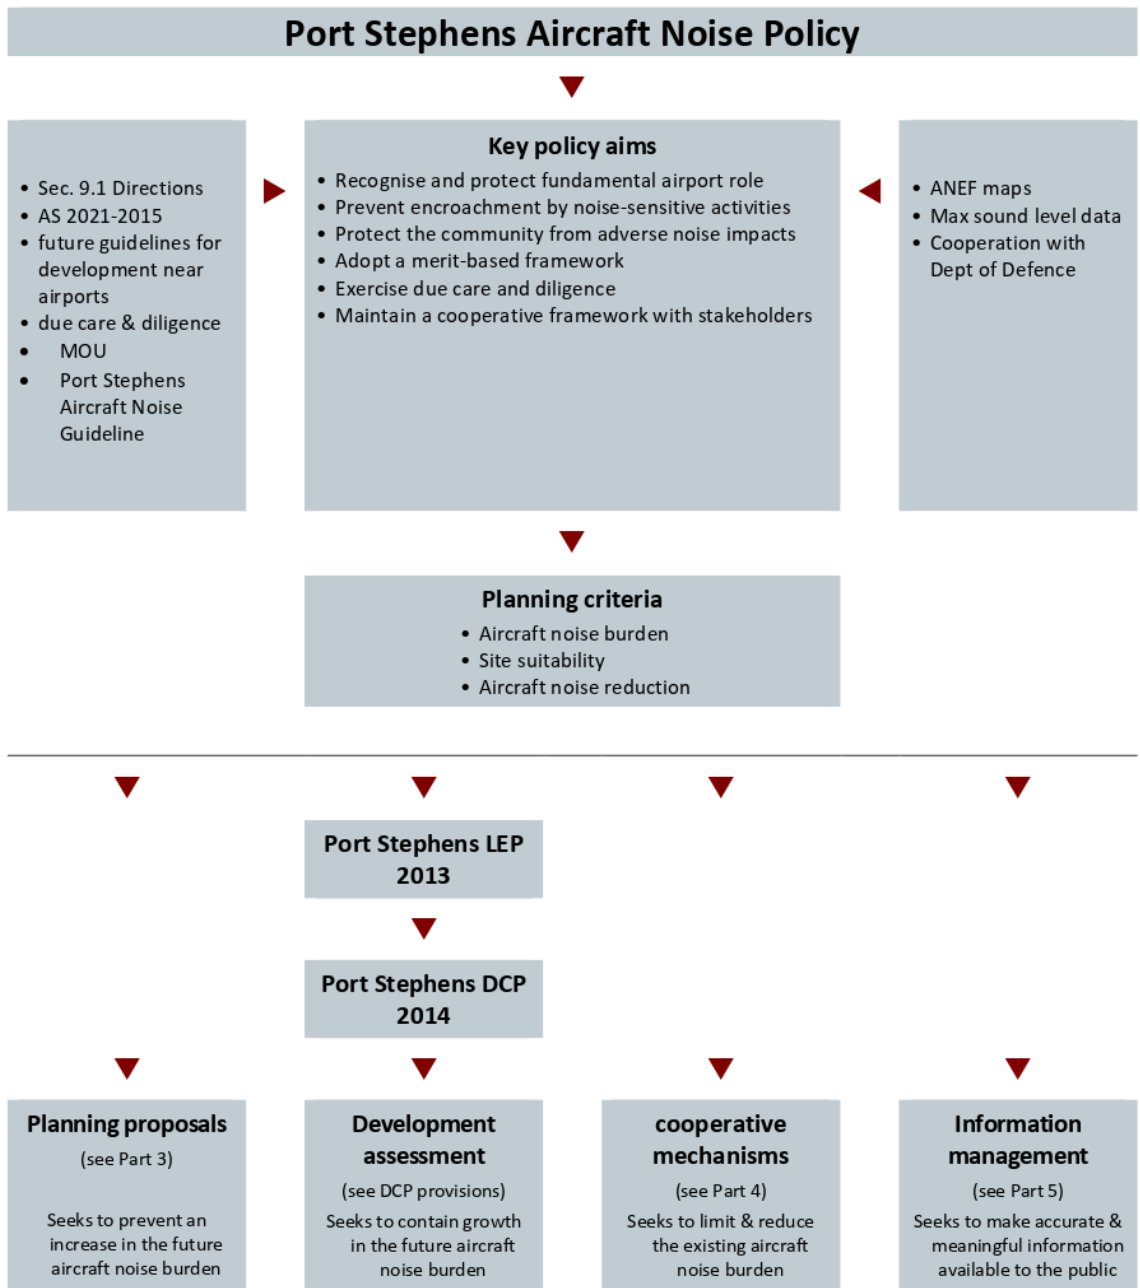 Port Stephens Aircraft Noise Policy
• Sec. 9.1 Directions
• AS 2021-2015
• future guidelines for
development near
airports
• due care & diligence
• MOU
• Port Stephens
Aircraft Noise
Guideline
Key policy aims
• Recognise and protect fundamental airport role
• Prevent encroachment by noise-sensitive activities
• Protect the community from adverse noise impacts
• Adopt a merit-based framework
• Exercise due care and diligence
• Maintain a cooperative framework with stakeholders
• ANEF maps
• Max sound level data
• Cooperation with
Dept of Defence
Planning criteria
• Aircraft noise burden
• Site suitability
• Aircraft noise reduction
Port Stephens LEP
2013
Port Stephens DCP
2014
Planning proposals
(see Part 3)
Seeks to prevent an
increase in the future
aircraft noise burden
Development
assessment
(see DCP provisions)
Seeks to contain growth
in the future aircraft
noise burden
cooperative
mechanisms
(see Part 4)
Seeks to limit & reduce
the existing aircraft
noise burden
Information
management
(see Part 5)
Seeks to make accurate &
meaningful information
available to the public